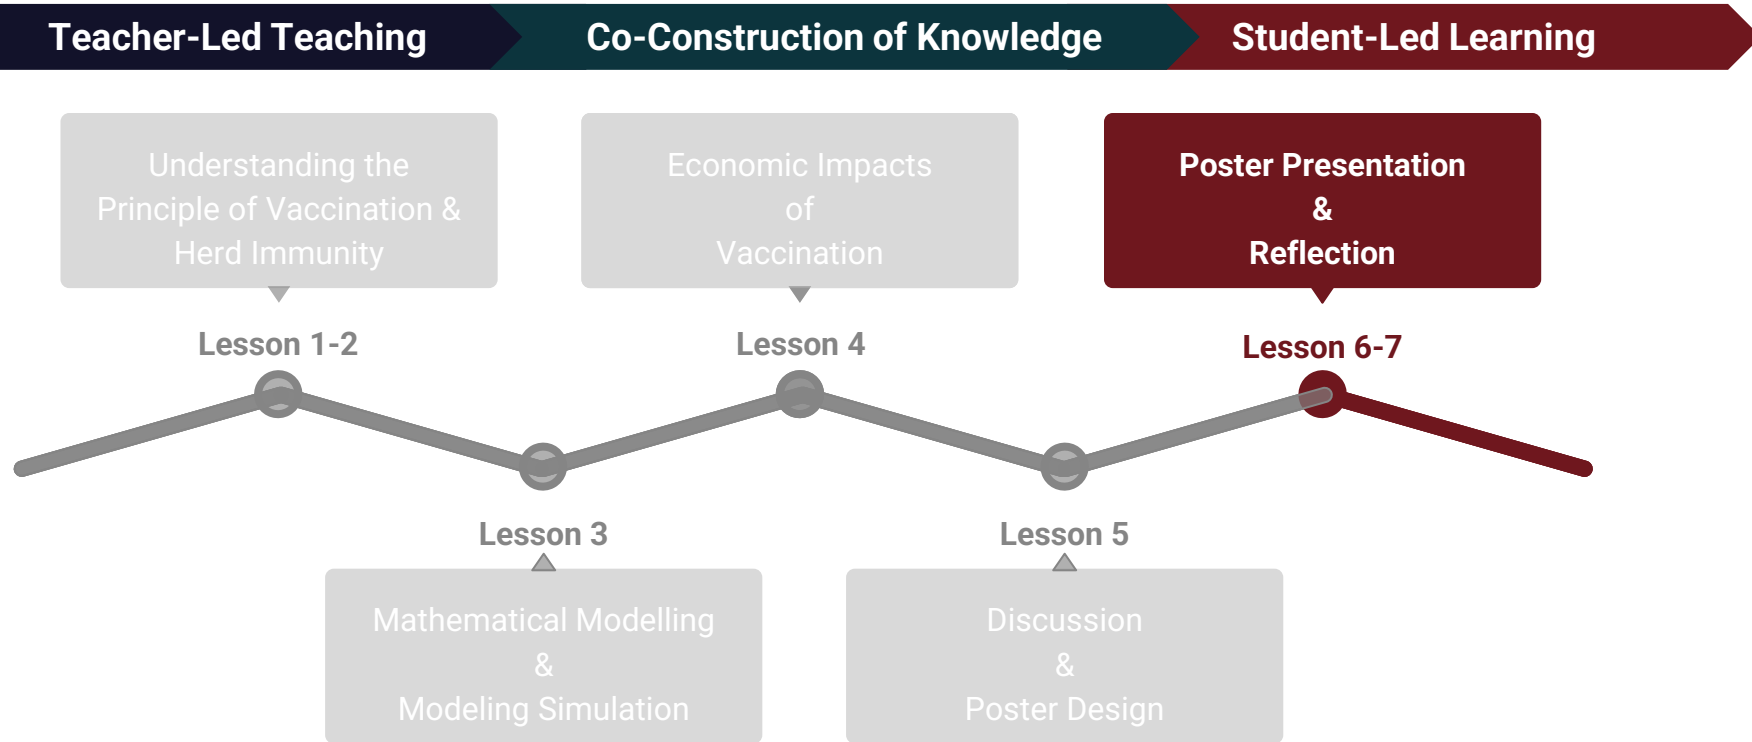 Teacher-Led Teaching
Co-Construction of Knowledge
Student-Led Learning
Understanding the
Principle of Vaccination &
Herd Immunity
Economic Impacts
of
Vaccination
Poster Presentation
&
Reflection
Lesson 1-2
Lesson 4
Lesson 6-7
Lesson 3
Lesson 5
Mathematical Modelling
&
Modeling Simulation
Discussion
&
Poster Design